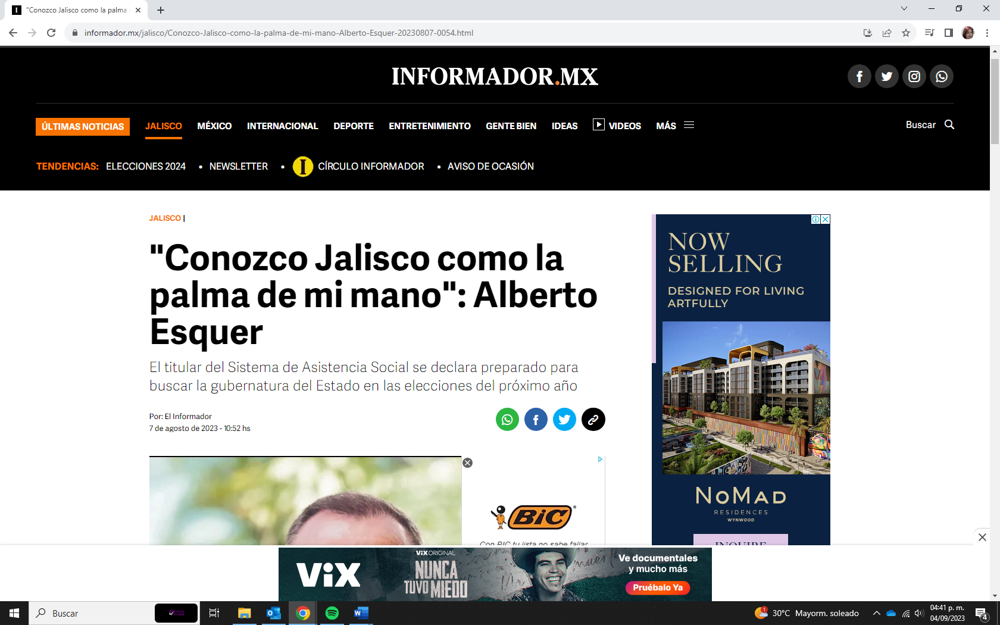 "Conozco Jalisco como la palma
informador.mx/jalisco/Conozco-Jalisco-como-la-palma-de-mi-mano-Alberto-Esquer-20230807-0054.html
INFORMADOR.MX
ÚLTIMAS NOTICIAS JALISCO MÉXICO INTERNACIONAL DEPORTE ENTRETENIMIENTO GENTE BIEN IDEAS VIDEOS MÁS Buscar
TENDENCIAS: ELECCIONES 2024 • NEWSLETTER • I CÍRCULO INFORMADOR • AVISO DE OCASIÓN
JALISCO |
"Conozco Jalisco como la
palma de mi mano": Alberto
Esquer
El titular del Sistema de Asistencia Social se declara preparado para
buscar la gubernatura del Estado en las elecciones del próximo año
Por: El Informador
7 de agosto de 2023 - 10:52 hs
NOW
SELLING
DESIGNED FOR LIVING
ARTFULLY
NOMAD
RESIDENCES
WYNWOOD
INQUIRE
BIC
Con BIC tu lista no sabe fallar
ViX
ViX ORIGINAL
NUNCA
TUVO MIEDO
Ve documentales
y mucho más
Pruébalo Ya
Buscar
1
30°C Mayorm. soleado
04:41 p. m.
04/09/2023
4